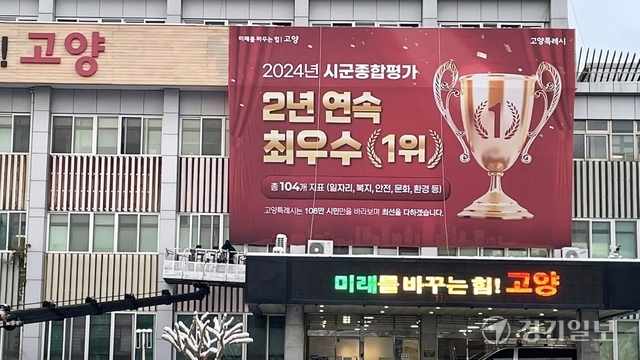 힘! 고양
미래를 바꾸는 힘! 고양
고양특례시
2024년 시군종합평가
2년 연속
최우수 (1위)
1
총 104개 지표 (일자리, 복지, 안전, 문화, 환경 등)
고양특례시는 108만 시민만을 바라보며 최선을 다하겠습니다.
미래를 바꾸는 힘! 고양
경기일보